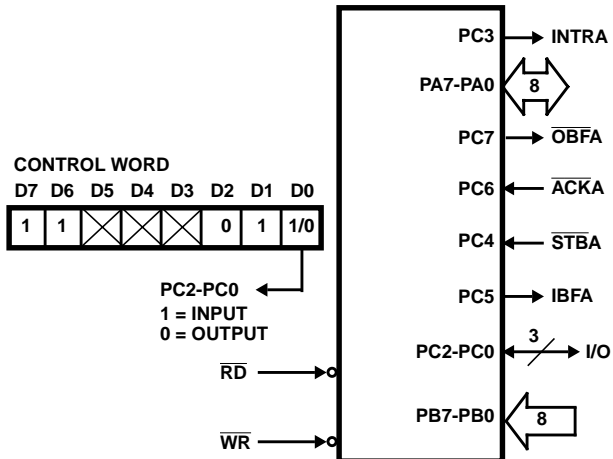 PC3 INTRA
PA7-PA0 8
PC7 OBFA
CONTROL WORD
D7 D6 D5 D4 D3 D2 D1 D0
1 1 0 1 1/0
PC6 ACKA
PC4 STBA
PC2-PC0
1 = INPUT
0 = OUTPUT
PC5 IBFA
PC2-PC0 3 I/O
RD
PB7-PB0 8
WR